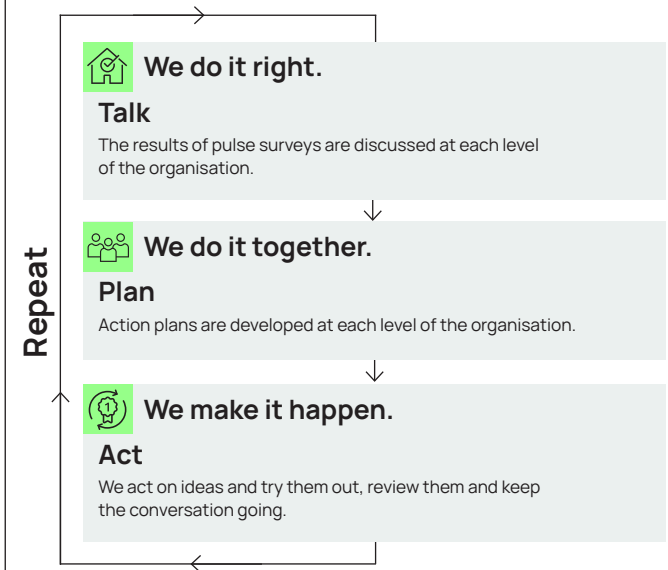 We do it right.
Talk
The results of pulse surveys are discussed at each level
of the organisation.
Repeat
We do it together.
Plan
Action plans are developed at each level of the organisation.
1
We make it happen.
Act
We act on ideas and try them out, review them and keep
the conversation going.